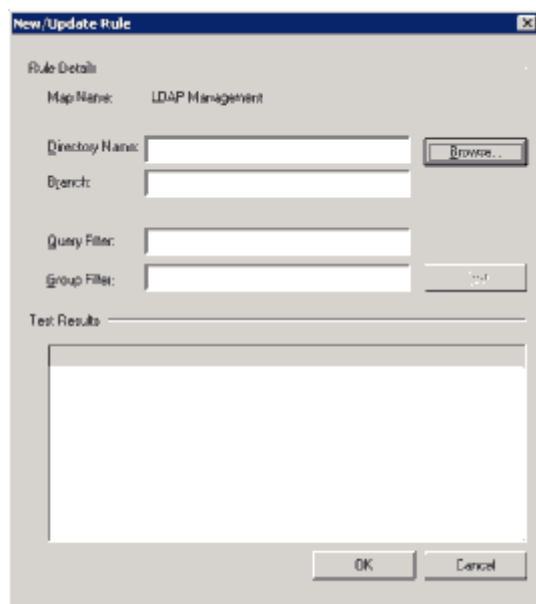 New/Update Rule
Rule Details
Map Name: LDAP Management
Directory Name: Browse...
Branch:
Query Filter:
Group Filter: Test
Test Results
OK Cancel